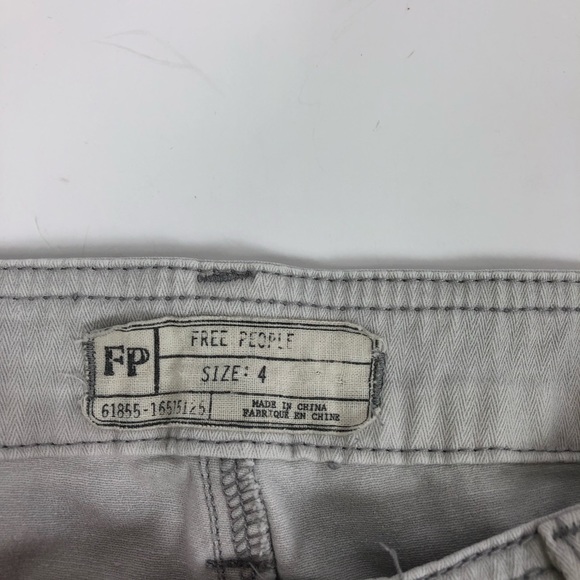 FP
FREE PEOPLE
SIZE: 4
61855-16515125
MADE IN CHINA
FABRIQUÉ EN CHINE